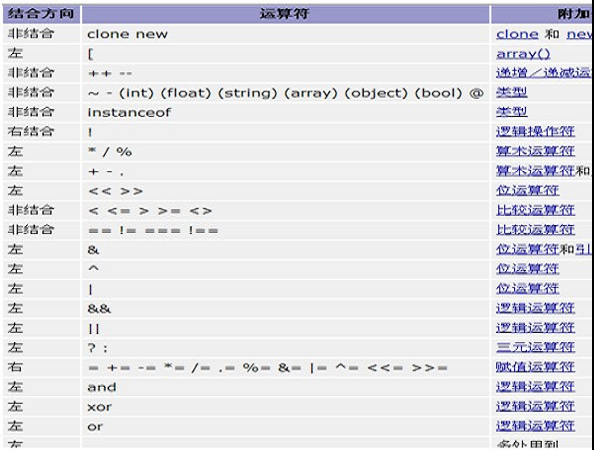 结合方向 运算符 附加
非结合 clone new clone 和 new
左 [ array()
非结合 ++ -- 递增／递减运
非结合 ~ - (int) (float) (string) (array) (object) (bool) @ 类型
非结合 instanceof 类型
右结合 ! 逻辑操作符
左 * / % 算术运算符
左 + - . 算术运算符和
左 << >> 位运算符
非结合 < <= > >= <> 比较运算符
非结合 == != === !== 比较运算符
左 & 位运算符和引
左 ^ 位运算符
左 | 位运算符
左 && 逻辑运算符
左 || 逻辑运算符
左 ? : 三元运算符
右 = += -= *= /= .= %= &= |= ^= <<= >>= 赋值运算符
左 and 逻辑运算符
左 xor 逻辑运算符
左 or 逻辑运算符
左 多处用到